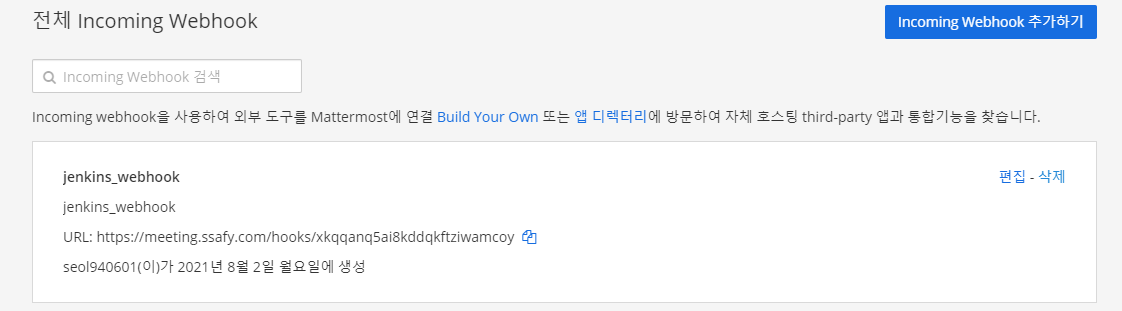 전체 Incoming Webhook
Incoming Webhook 추가하기
Incoming Webhook 검색
Incoming webhook을 사용하여 외부 도구를 Mattermost에 연결 Build Your Own 또는 앱 디렉터리에 방문하여 자체 호스팅 third-party 앱과 통합기능을 찾습니다.
jenkins_webhook
편집 - 삭제
jenkins_webhook
URL: https://meeting.ssafy.com/hooks/xkqqanq5ai8kddqkftziwamcoy
seol940601(이)가 2021년 8월 2일 월요일에 생성